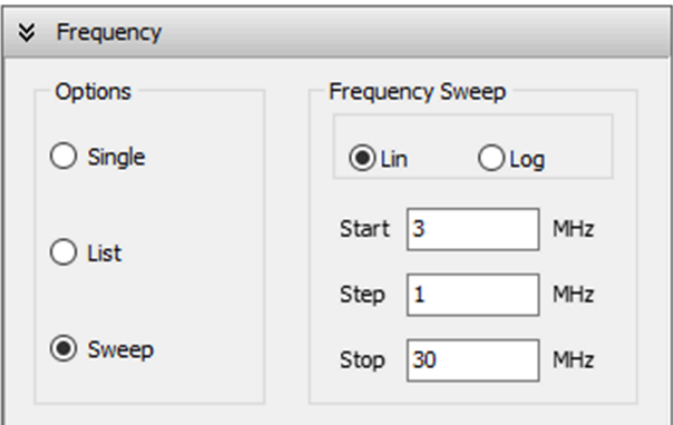 Frequency
Options
Single
List
Sweep
Frequency Sweep
Lin Log
Start 3 MHz
Step 1 MHz
Stop 30 MHz